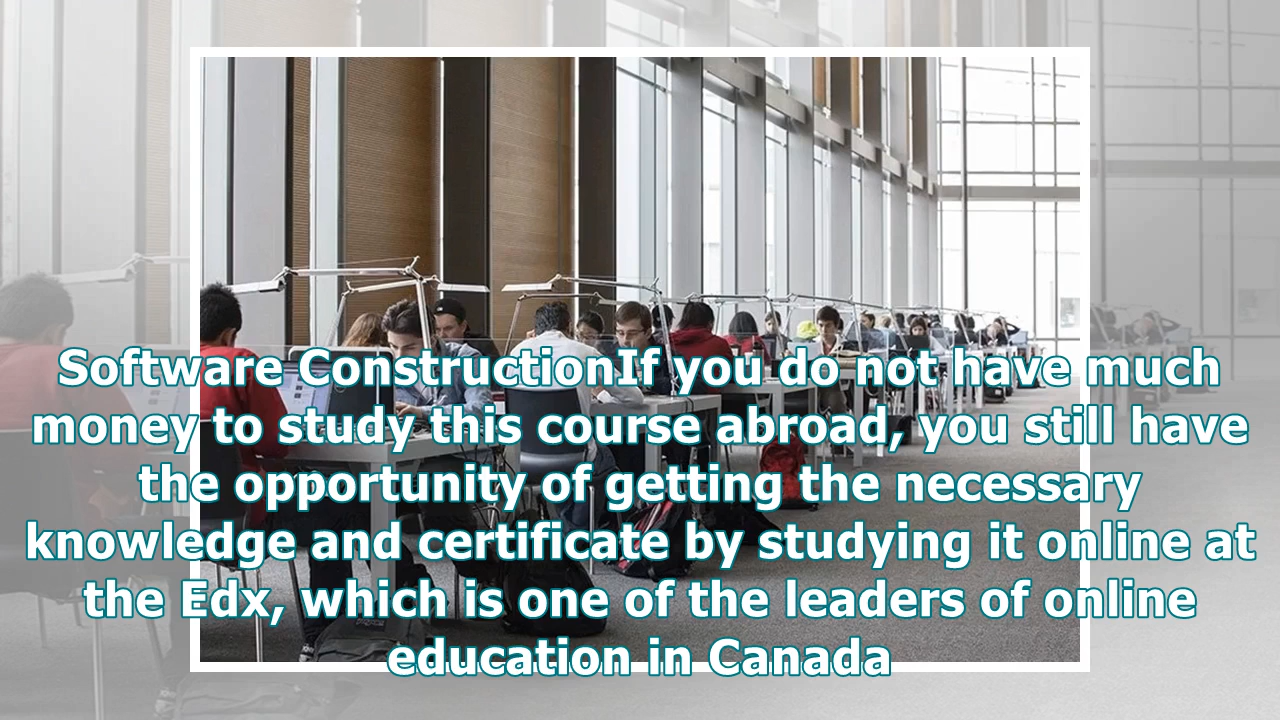 Software ConstructionIf you do not have much
money to study this course abroad, you still have
the opportunity of getting the necessary
knowledge and certificate by studying it online at
the Edx, which is one of the leaders of online
education in Canada